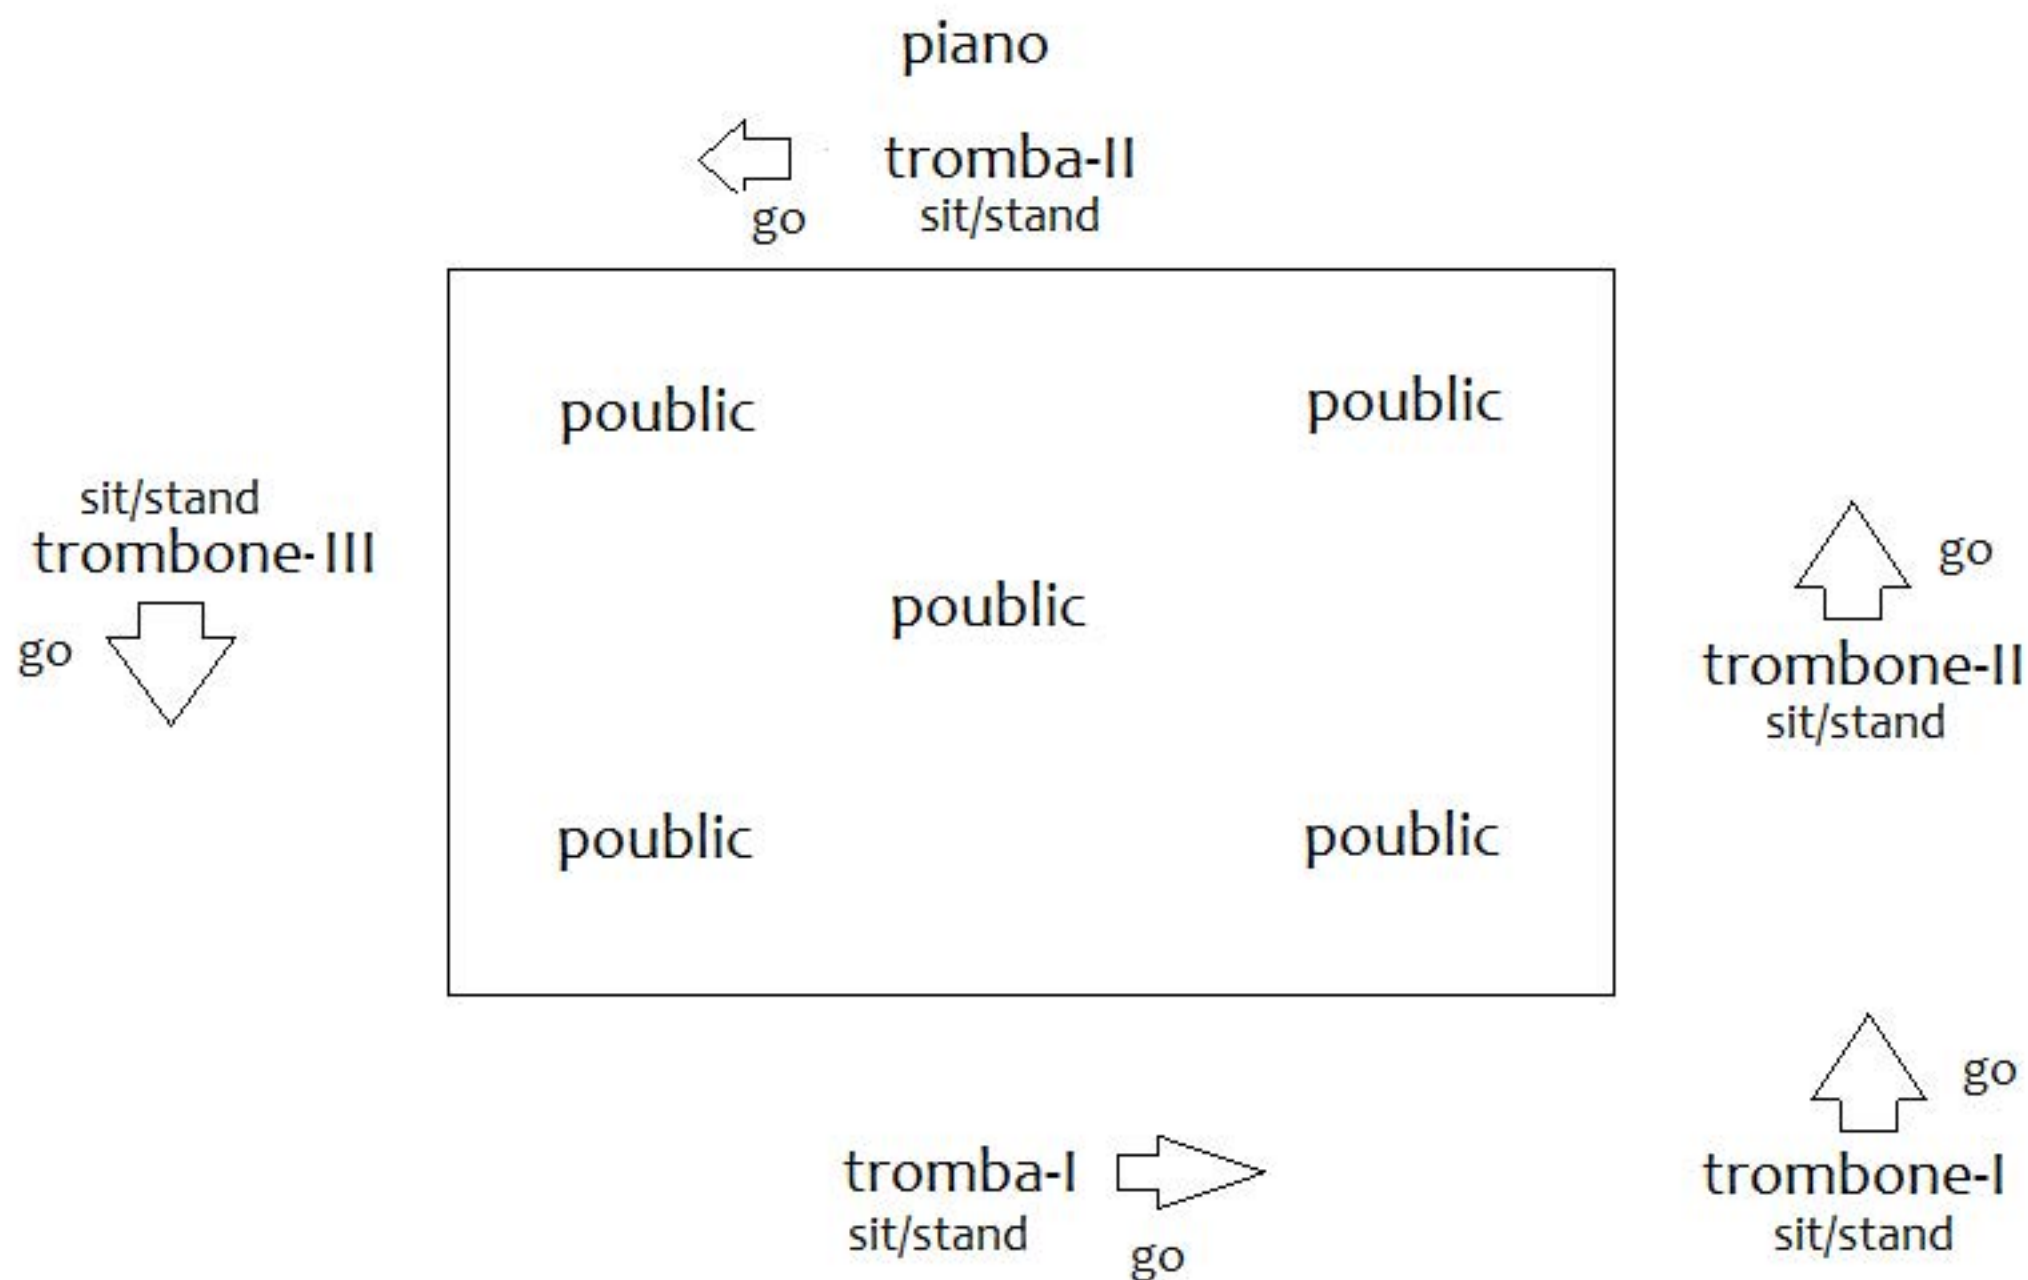 piano
tromba-II
go
sit/stand
poublic
poublic
sit/stand
trombone-III
go
poublic
go
trombone-II
sit/stand
poublic
poublic
go
tromba-I
sit/stand
go
trombone-I
sit/stand